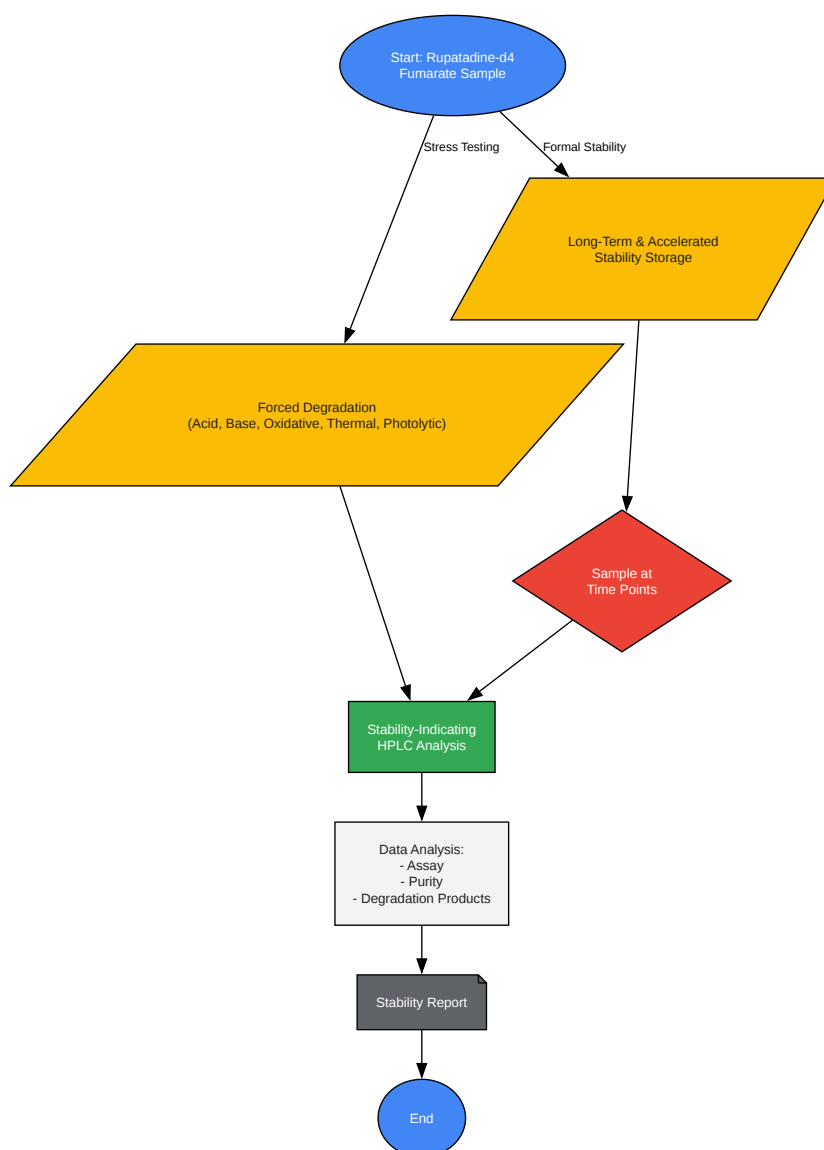 Start: Rupatadine-d4
Fumarate Sample
Stress Testing
Formal Stability
Long-Term & Accelerated
Stability Storage
Forced Degradation
(Acid, Base, Oxidative, Thermal, Photolytic)
Sample at
Time Points
Stability-Indicating
HPLC Analysis
Data Analysis:
- Assay
- Purity
- Degradation Products
Stability Report
End